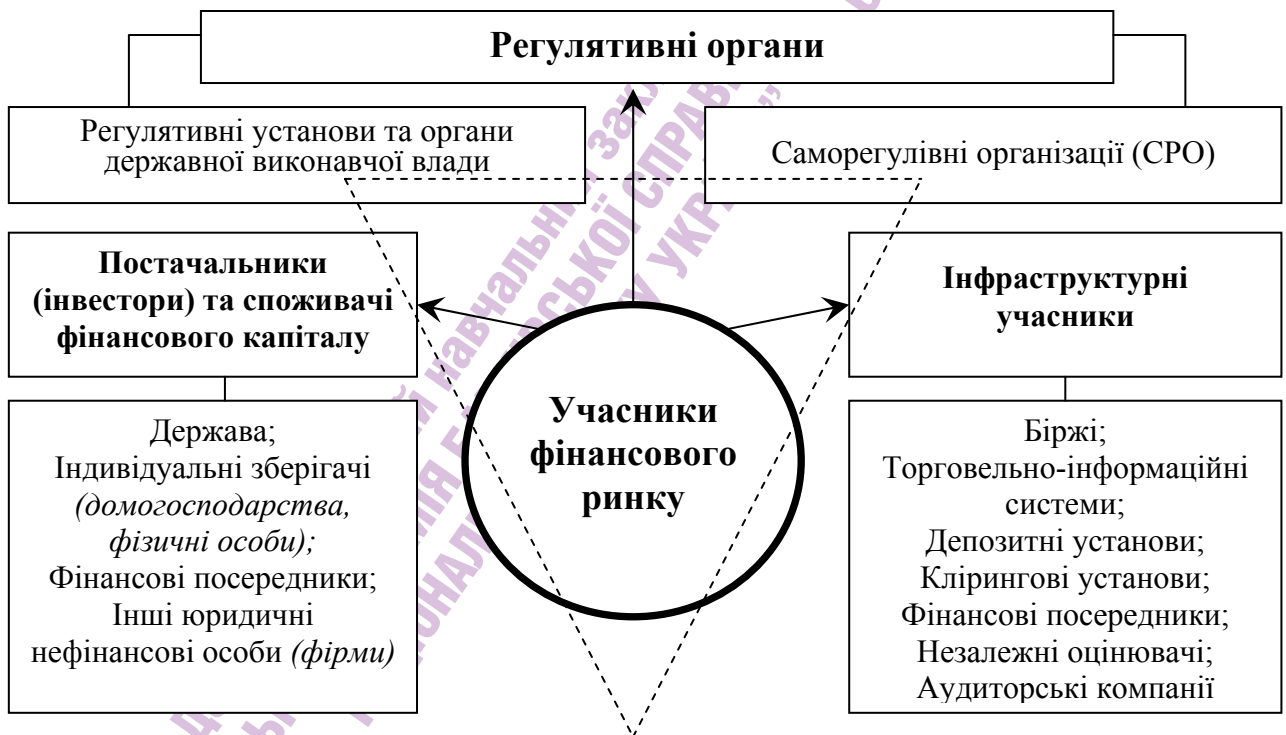 Регулятивні органи
Регулятивні установи та органи
державної виконавчої влади
Саморегулівні організації (СРО)
Постачальники
(інвестори) та споживачі
фінансового капіталу
Інфраструктурні
учасники
Учасники
фінансового
ринку
Держава;
Індивідуальні зберігачі
(домогосподарства,
фізичні особи);
Фінансові посередники;
Інші юридичні
нефінансові особи (фірми)
Біржі;
Торговельно-інформаційні
системи;
Депозитні установи;
Клірингові установи;
Фінансові посередники;
Незалежні оцінювачі;
Аудиторські компанії